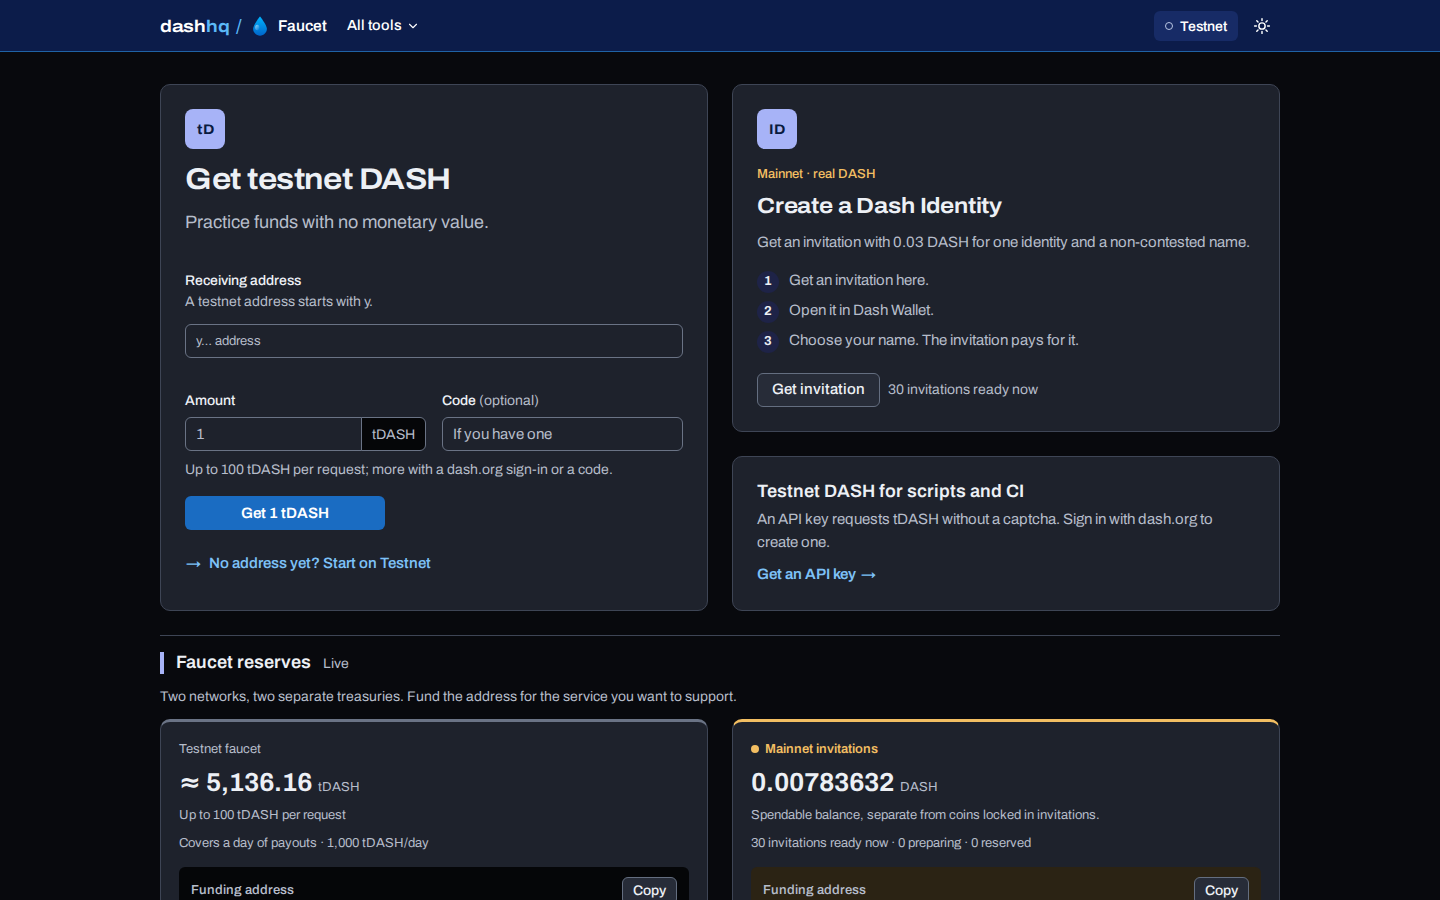 dashhq / Faucet All tools
Testnet
tD
Get testnet DASH
Practice funds with no monetary value.
Receiving address
A testnet address starts with y.
y... address
Amount
Code (optional)
1 tDASH
If you have one
Up to 100 tDASH per request; more with a dash.org sign-in or a code.
Get 1 tDASH
→ No address yet? Start on Testnet
ID
Mainnet · real DASH
Create a Dash Identity
Get an invitation with 0.03 DASH for one identity and a non-contested name.
1 Get an invitation here.
2 Open it in Dash Wallet.
3 Choose your name. The invitation pays for it.
Get invitation 30 invitations ready now
Testnet DASH for scripts and CI
An API key requests tDASH without a captcha. Sign in with dash.org to
create one.
Get an API key →
Faucet reserves Live
Two networks, two separate treasuries. Fund the address for the service you want to support.
Testnet faucet
≈ 5,136.16 tDASH
Up to 100 tDASH per request
Covers a day of payouts · 1,000 tDASH/day
Funding address Copy
Mainnet invitations
0.00783632 DASH
Spendable balance, separate from coins locked in invitations.
30 invitations ready now · 0 preparing · 0 reserved
Funding address Copy